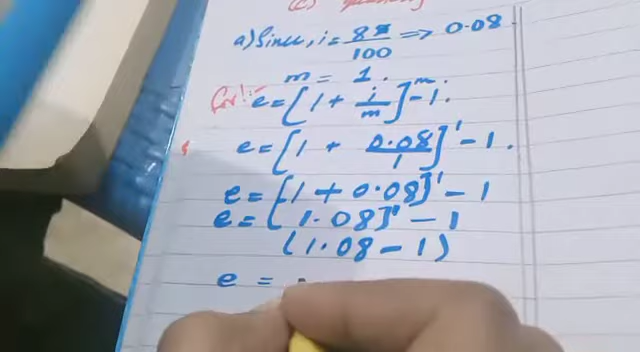 a) Since, i = 8%/100 => 0.08
m = 1.
for:- e = [1 + i/m]^m - 1.
e = [1 + 0.08/1]^1 - 1.
e = [1 + 0.08]^1 - 1
e = [1.08]^1 - 1
(1.08 - 1)
e =